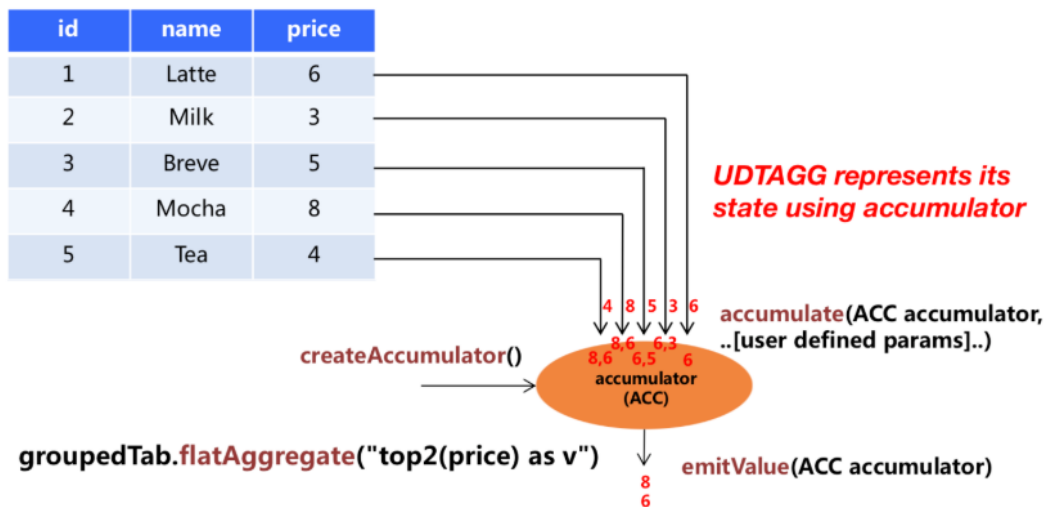 id name price
1 Latte 6
2 Milk 3
3 Breve 5
4 Mocha 8
5 Tea 4
UDTAGG represents its
state using accumulator
4 8 5 3 6
accumulate(ACC accumulator,
..[user defined params]..)
createAccumulator()
8,6 6,3
8,6 6,5 6
accumulator
(ACC)
groupedTab.flatAggregate("top2(price) as v")
emitValue(ACC accumulator)
8
6